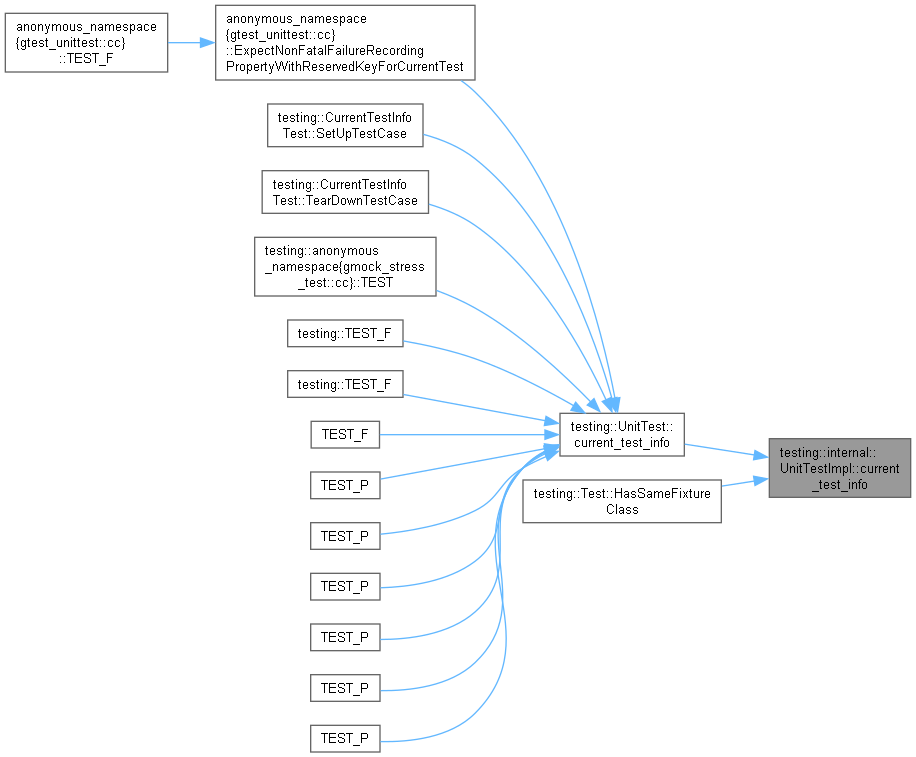 anonymous_namespace
{gtest_unittest::cc}
::TEST_F
anonymous_namespace
{gtest_unittest::cc}
::ExpectNonFatalFailureRecording
PropertyWithReservedKeyForCurrentTest
testing::CurrentTestInfo
Test::SetUpTestCase
testing::CurrentTestInfo
Test::TearDownTestCase
testing::anonymous
_namespace{gmock_stress
_test::cc}::TEST
testing::TEST_F
testing::TEST_F
TEST_F
TEST_P
TEST_P
TEST_P
TEST_P
TEST_P
TEST_P
testing::UnitTest::
current_test_info
testing::Test::HasSameFixture
Class
testing::internal::
UnitTestImpl::current
_test_info